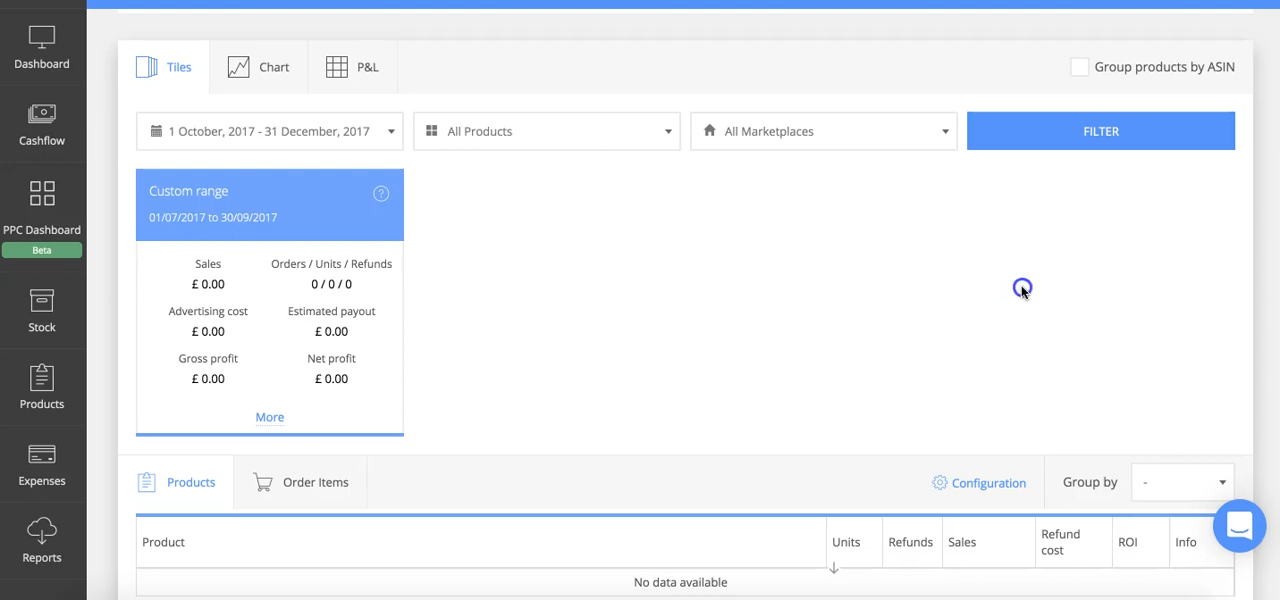 Dashboard
Cashflow
PPC Dashboard
Beta
Stock
Products
Expenses
Reports
Tiles
Chart
P&L
Group products by ASIN
1 October, 2017 - 31 December, 2017
All Products
All Marketplaces
FILTER
Custom range
?
01/07/2017 to 30/09/2017
Sales
Orders / Units / Refunds
£ 0.00
0 / 0 / 0
Advertising cost
Estimated payout
£ 0.00
£ 0.00
Gross profit
Net profit
£ 0.00
£ 0.00
More
Products
Order Items
Configuration
Group by
-
Product
Units
Refunds
Sales
Refund
cost
ROI
Info
No data available